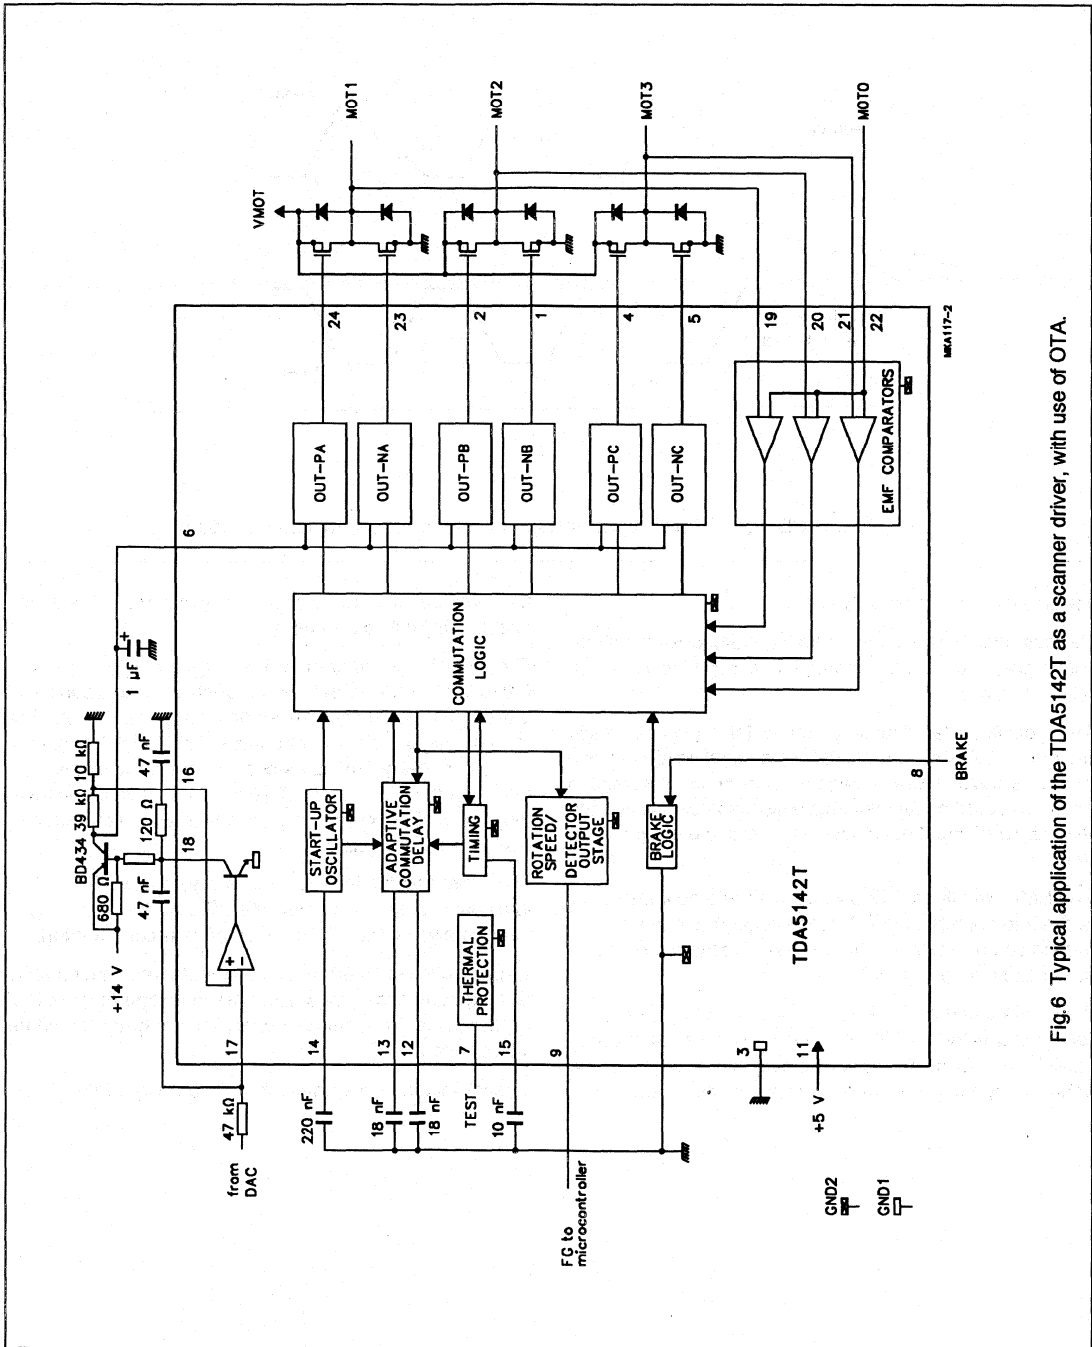 +14 V
BD434
680 Ω
39 kΩ
10 kΩ
1 µF
+
47 nF
120 Ω
47 nF
18
16
6
17
47 kΩ
from
DAC
+
−
VMOT
MOT1
MOT2
MOT3
MOT0
24
23
2
1
4
5
19
20
21
22
OUT-PA
OUT-NA
OUT-PB
OUT-NB
OUT-PC
OUT-NC
EMF COMPARATORS
COMMUTATION
LOGIC
START-UP
OSCILLATOR
ADAPTIVE
COMMUTATION
DELAY
TIMING
ROTATION
SPEED/
DETECTOR
OUTPUT
STAGE
BRAKE
LOGIC
THERMAL
PROTECTION
14
220 nF
13
18 nF
12
18 nF
7
TEST
15
10 nF
9
FG to
microcontroller
8
BRAKE
TDA5142T
3
11
+5 V
GND2
GND1
MKA117-2
Fig.6 Typical application of the TDA5142T as a scanner driver, with use of OTA.